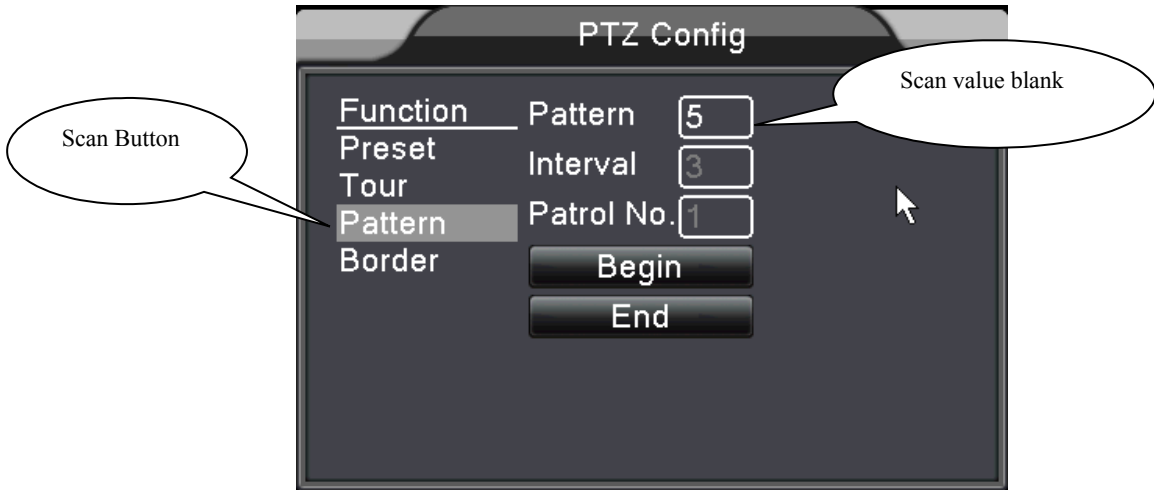 PTZ Config
Scan Button
Scan value blank
Function
Preset
Tour
Pattern
Border
Pattern 5
Interval 3
Patrol No. 1
Begin
End